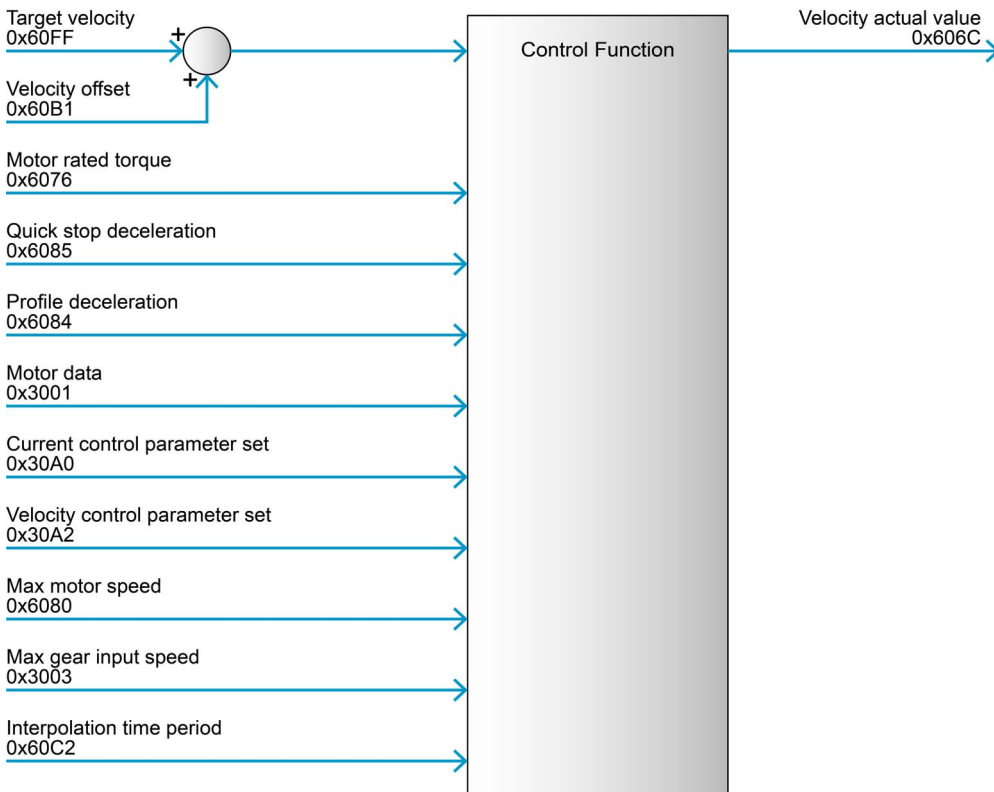 Target velocity
0x60FF
+
+
Velocity offset
0x60B1
Motor rated torque
0x6076
Quick stop deceleration
0x6085
Profile deceleration
0x6084
Motor data
0x3001
Current control parameter set
0x30A0
Velocity control parameter set
0x30A2
Max motor speed
0x6080
Max gear input speed
0x3003
Interpolation time period
0x60C2
Control Function
Velocity actual value
0x606C